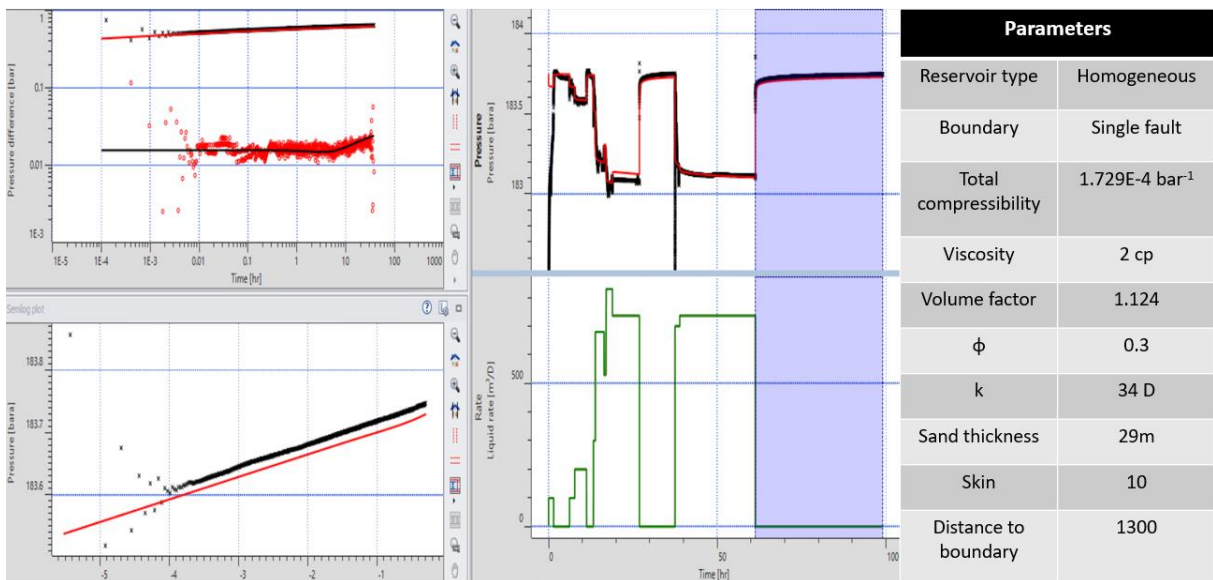 1
0.1
0.01
1E-3
Pressure difference [bar]
1E-5
1E-4
1E-3
0.01
0.1
1
10
100
1000
Time [hr]
Semilog plot
183.8
183.7
183.6
Pressure [bara]
-5
-4
-3
-2
-1
184
183.5
183
Pressure
Pressure [bara]
500
0
Rate
Liquid rate [m³/D]
0
50
100
Time [hr]
Parameters
Reservoir type Homogeneous
Boundary Single fault
Total
compressibility
1.729E-4 bar⁻¹
Viscosity 2 cp
Volume factor 1.124
ϕ 0.3
k 34 D
Sand thickness 29m
Skin 10
Distance to
boundary
1300